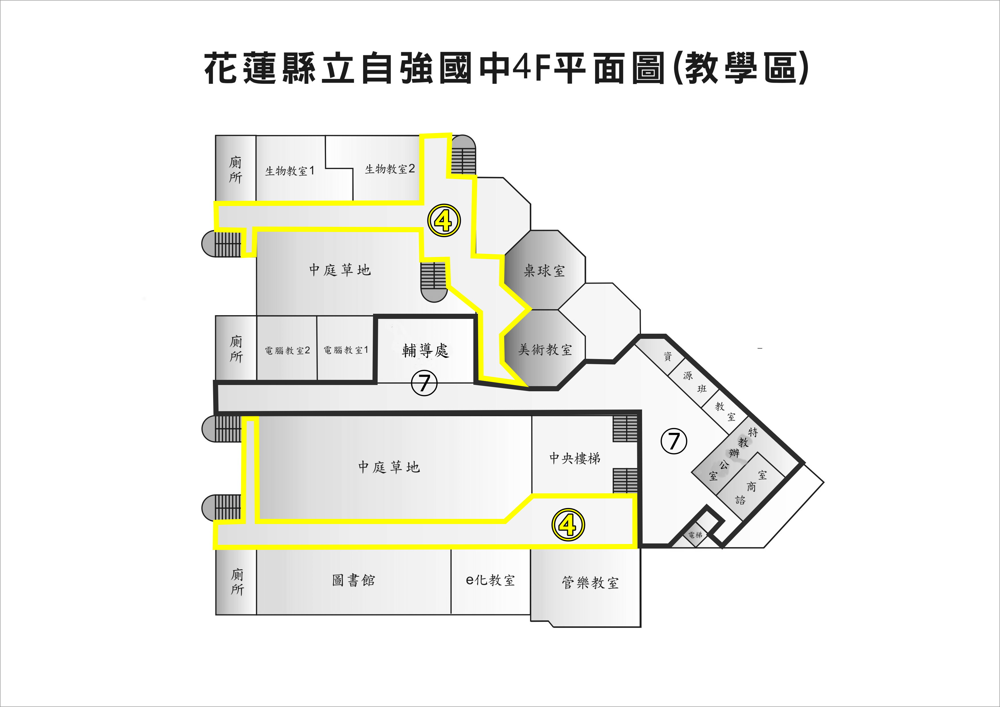 花蓮縣立自強國中4F平面圖(教學區)
廁所
生物教室1
生物教室2
④
中庭草地
桌球室
廁所
電腦教室2
電腦教室1
輔導處
美術教室
⑦
資源班教室
特教辦公室
⑦
中庭草地
中央樓梯
諮商室
④
電梯
廁所
圖書館
e化教室
管樂教室